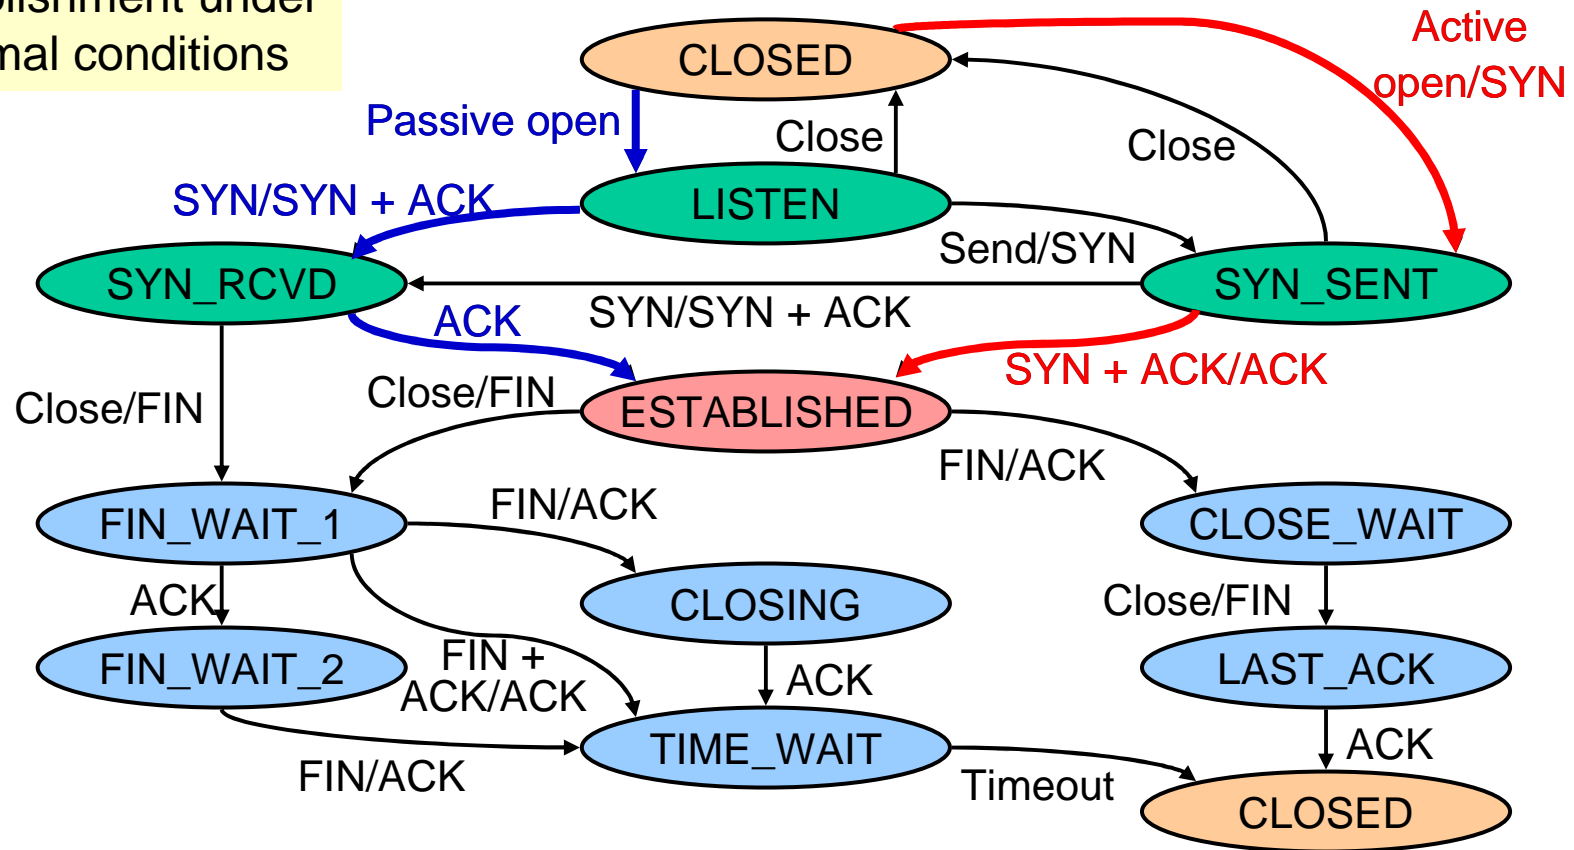 conditions
CLOSED
Active
open/SYN
Passive open
Close
Close
SYN/SYN + ACK
LISTEN
Send/SYN
SYN_RCVD
SYN_SENT
SYN/SYN + ACK
ACK
SYN + ACK/ACK
Close/FIN
Close/FIN
ESTABLISHED
FIN/ACK
FIN_WAIT_1
FIN/ACK
CLOSE_WAIT
ACK
CLOSING
Close/FIN
FIN_WAIT_2
FIN +
ACK/ACK
ACK
LAST_ACK
FIN/ACK
TIME_WAIT
Timeout
ACK
CLOSED